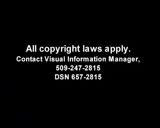 All copyright laws apply.
Contact Visual Information Manager,
509-247-2815
DSN 657-2815